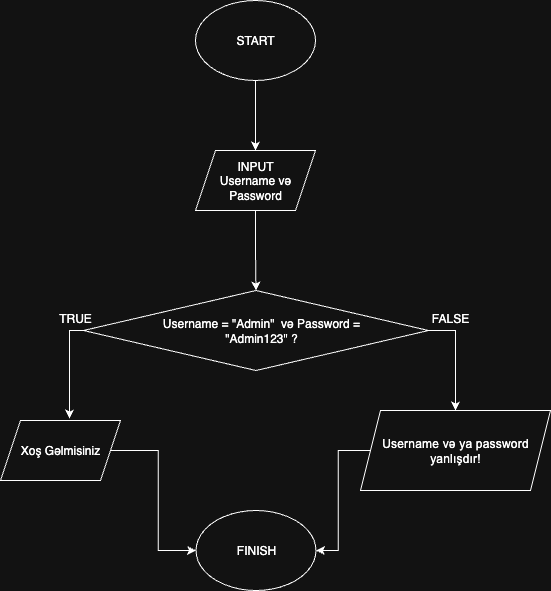 START
INPUT
Username və
Password
Username = "Admin" və Password =
"Admin123" ?
TRUE
FALSE
Xoş Gəlmisiniz
Username və ya password
yanlışdır!
FINISH